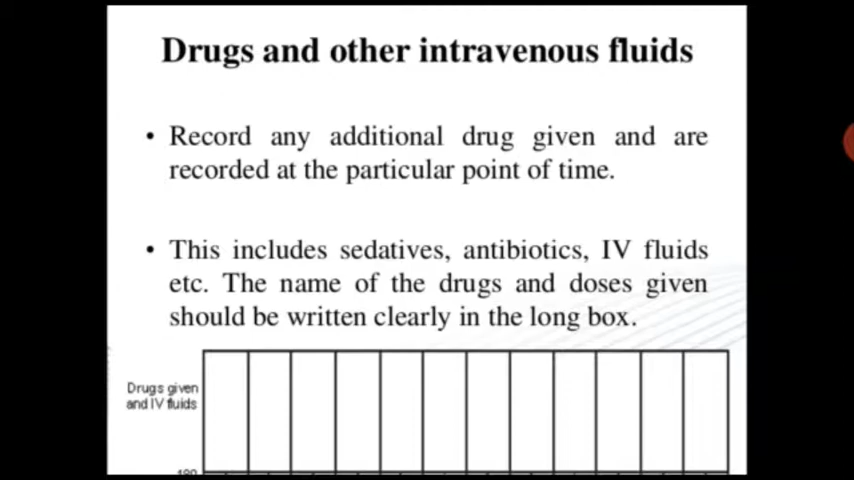 Drugs and other intravenous fluids
• Record any additional drug given and are
recorded at the particular point of time.
• This includes sedatives, antibiotics, IV fluids
etc. The name of the drugs and doses given
should be written clearly in the long box.
Drugs given
and IV fluids